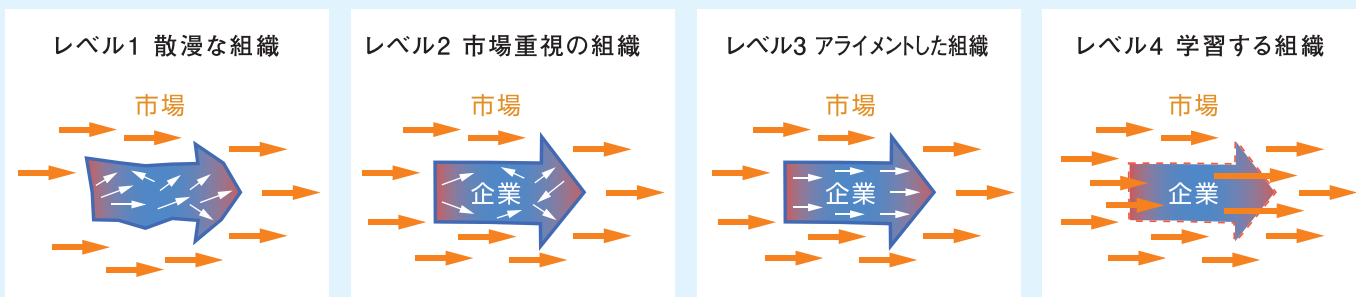 レベル1 散漫な組織
市場
レベル2 市場重視の組織
市場
企業
レベル3 アライメントした組織
市場
企業
レベル4 学習する組織
市場
企業